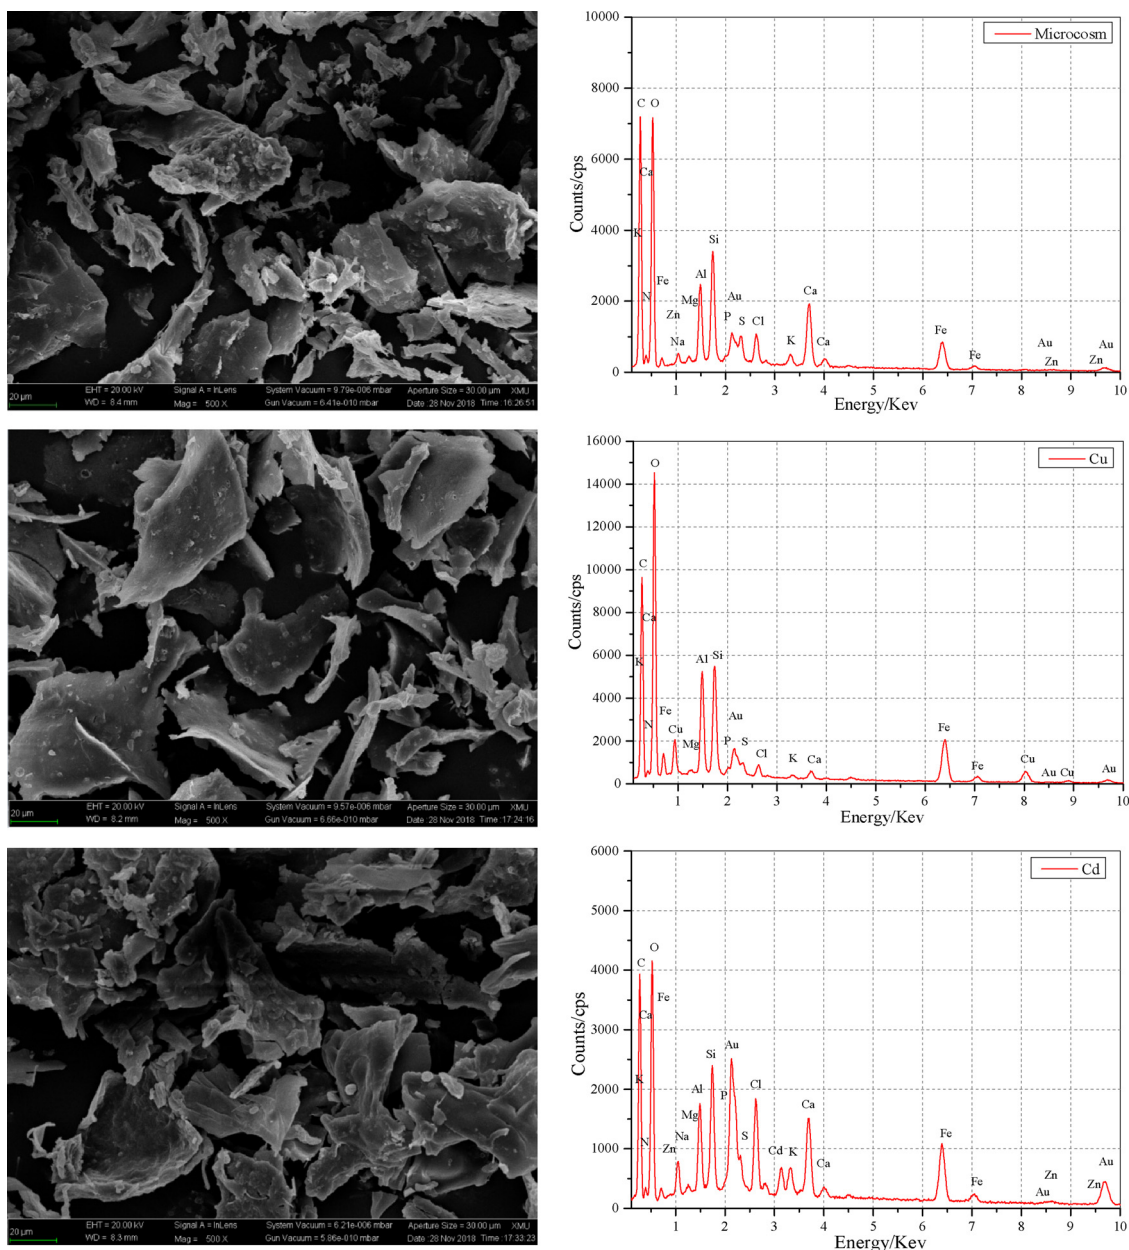 10000
8000
6000
4000
2000
0
Counts/cps
Microcosm
C O
Ca
K
Fe
N
Zn
Na
Mg
Al
Si
P
Au
S
Cl
K
Ca
Ca
Fe
Fe
Au
Zn
Zn
Au
1 2 3 4 5 6 7 8 9 10
Energy/Kev
20 µm
EHT = 20.00 kV Signal A = InLens System Vacuum = 9.79e-006 mbar Aperture Size = 30.00 µm XMU
WD = 8.4 mm Mag = 500 X Gun Vacuum = 6.41e-010 mbar Date :28 Nov 2018 Time :16:26:51
16000
14000
12000
10000
8000
6000
4000
2000
0
Counts/cps
Cu
O
C
Ca
K
N
Fe
Cu
Mg
Al
Si
P
Au
S
Cl
K
Ca
Fe
Fe
Cu
Au
Cu
Au
1 2 3 4 5 6 7 8 9 10
Energy/Kev
20 µm
EHT = 20.00 kV Signal A = InLens System Vacuum = 9.57e-006 mbar Aperture Size = 30.00 µm XMU
WD = 8.2 mm Mag = 500 X Gun Vacuum = 6.66e-010 mbar Date :28 Nov 2018 Time :17:24:16
6000
5000
4000
3000
2000
1000
0
Counts/cps
Cd
O
C
Fe
Ca
K
N
Zn
Na
Mg
Al
Si
P
Au
S
Cl
Cd
K
Ca
Ca
Fe
Fe
Au
Zn
Zn
Au
1 2 3 4 5 6 7 8 9 10
Energy/Kev
20 µm
EHT = 20.00 kV Signal A = InLens System Vacuum = 6.21e-006 mbar Aperture Size = 30.00 µm XMU
WD = 8.3 mm Mag = 500 X Gun Vacuum = 5.86e-010 mbar Date :28 Nov 2018 Time :17:33:23